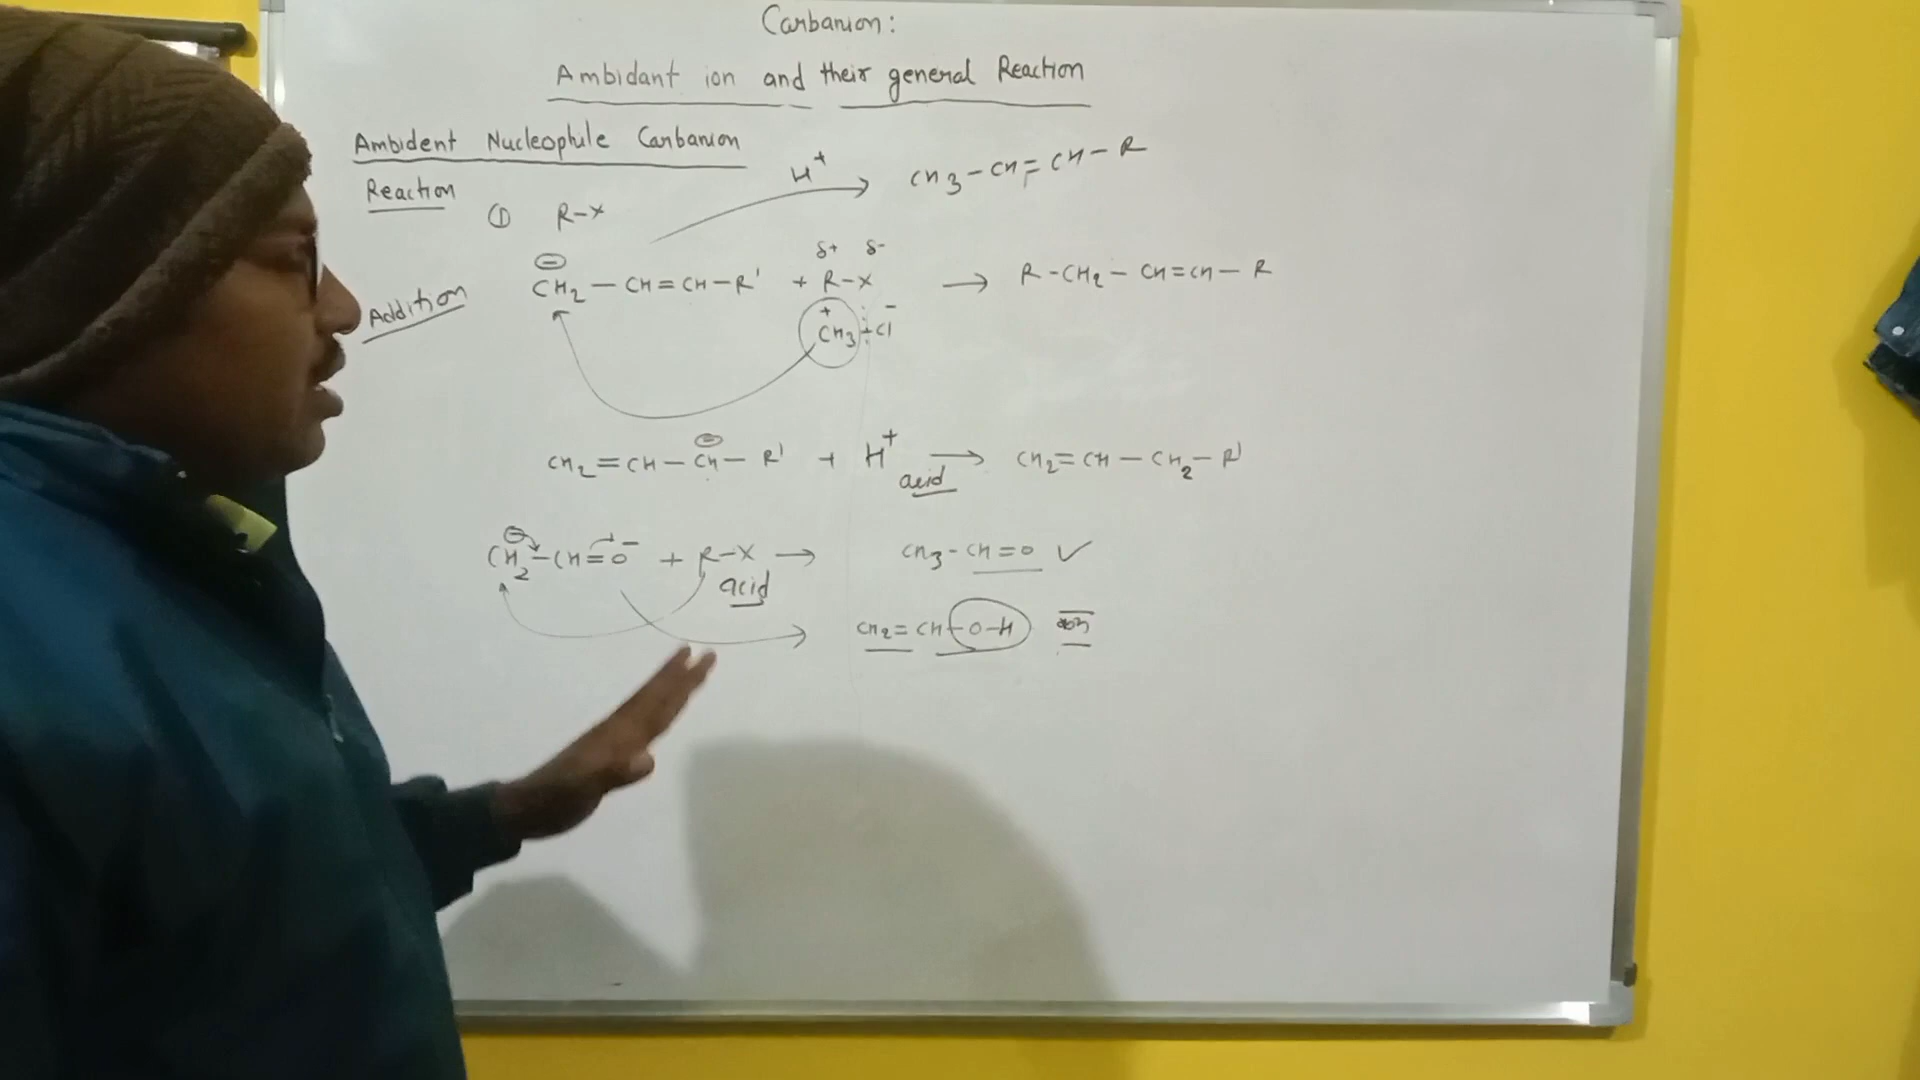 Carbanion:
Ambidant ion and their general Reaction
Ambident Nucleophile Carbanion
Reaction
① R-X
H⁺ → CH₃-CH=CH-R
Addition
⊖ δ+ δ-
CH₂-CH=CH-R' + R-X → R-CH₂-CH=CH-R
+ -
CH₃+Cl
⊖
CH₂=CH-CH-R' + H⁺ → CH₂=CH-CH₂-R'
acid
⊖
CH₂-CH=O⁻ + R-X → CH₃-CH=O ✓
acid
CH₂=CH-O-H